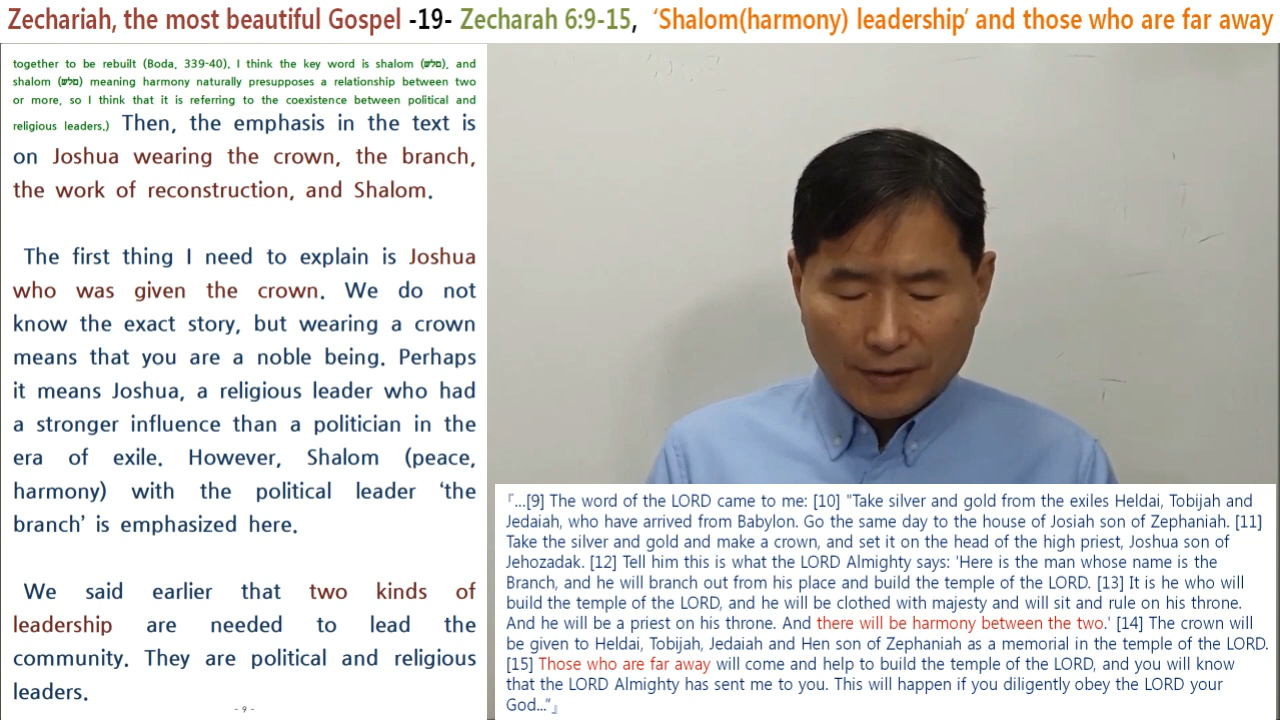 Zechariah, the most beautiful Gospel -19- Zecharah 6:9-15, ‘Shalom(harmony) leadership’ and those who are far away
together to be rebuilt (Boda, 339-40). I think the key word is shalom (שלום), and
shalom (שלום) meaning harmony naturally presupposes a relationship between two
or more, so I think that it is referring to the coexistence between political and
religious leaders.) Then, the emphasis in the text is
on Joshua wearing the crown, the branch,
the work of reconstruction, and Shalom.
The first thing I need to explain is Joshua
who was given the crown. We do not
know the exact story, but wearing a crown
means that you are a noble being. Perhaps
it means Joshua, a religious leader who had
a stronger influence than a politician in the
era of exile. However, Shalom (peace,
harmony) with the political leader ‘the
branch’ is emphasized here.
We said earlier that two kinds of
leadership are needed to lead the
community. They are political and religious
leaders.
- 9 -
『...[9] The word of the LORD came to me: [10] "Take silver and gold from the exiles Heldai, Tobijah and
Jedaiah, who have arrived from Babylon. Go the same day to the house of Josiah son of Zephaniah. [11]
Take the silver and gold and make a crown, and set it on the head of the high priest, Joshua son of
Jehozadak. [12] Tell him this is what the LORD Almighty says: 'Here is the man whose name is the
Branch, and he will branch out from his place and build the temple of the LORD. [13] It is he who will
build the temple of the LORD, and he will be clothed with majesty and will sit and rule on his throne.
And he will be a priest on his throne. And there will be harmony between the two.' [14] The crown will
be given to Heldai, Tobijah, Jedaiah and Hen son of Zephaniah as a memorial in the temple of the LORD.
[15] Those who are far away will come and help to build the temple of the LORD, and you will know
that the LORD Almighty has sent me to you. This will happen if you diligently obey the LORD your
God..."』